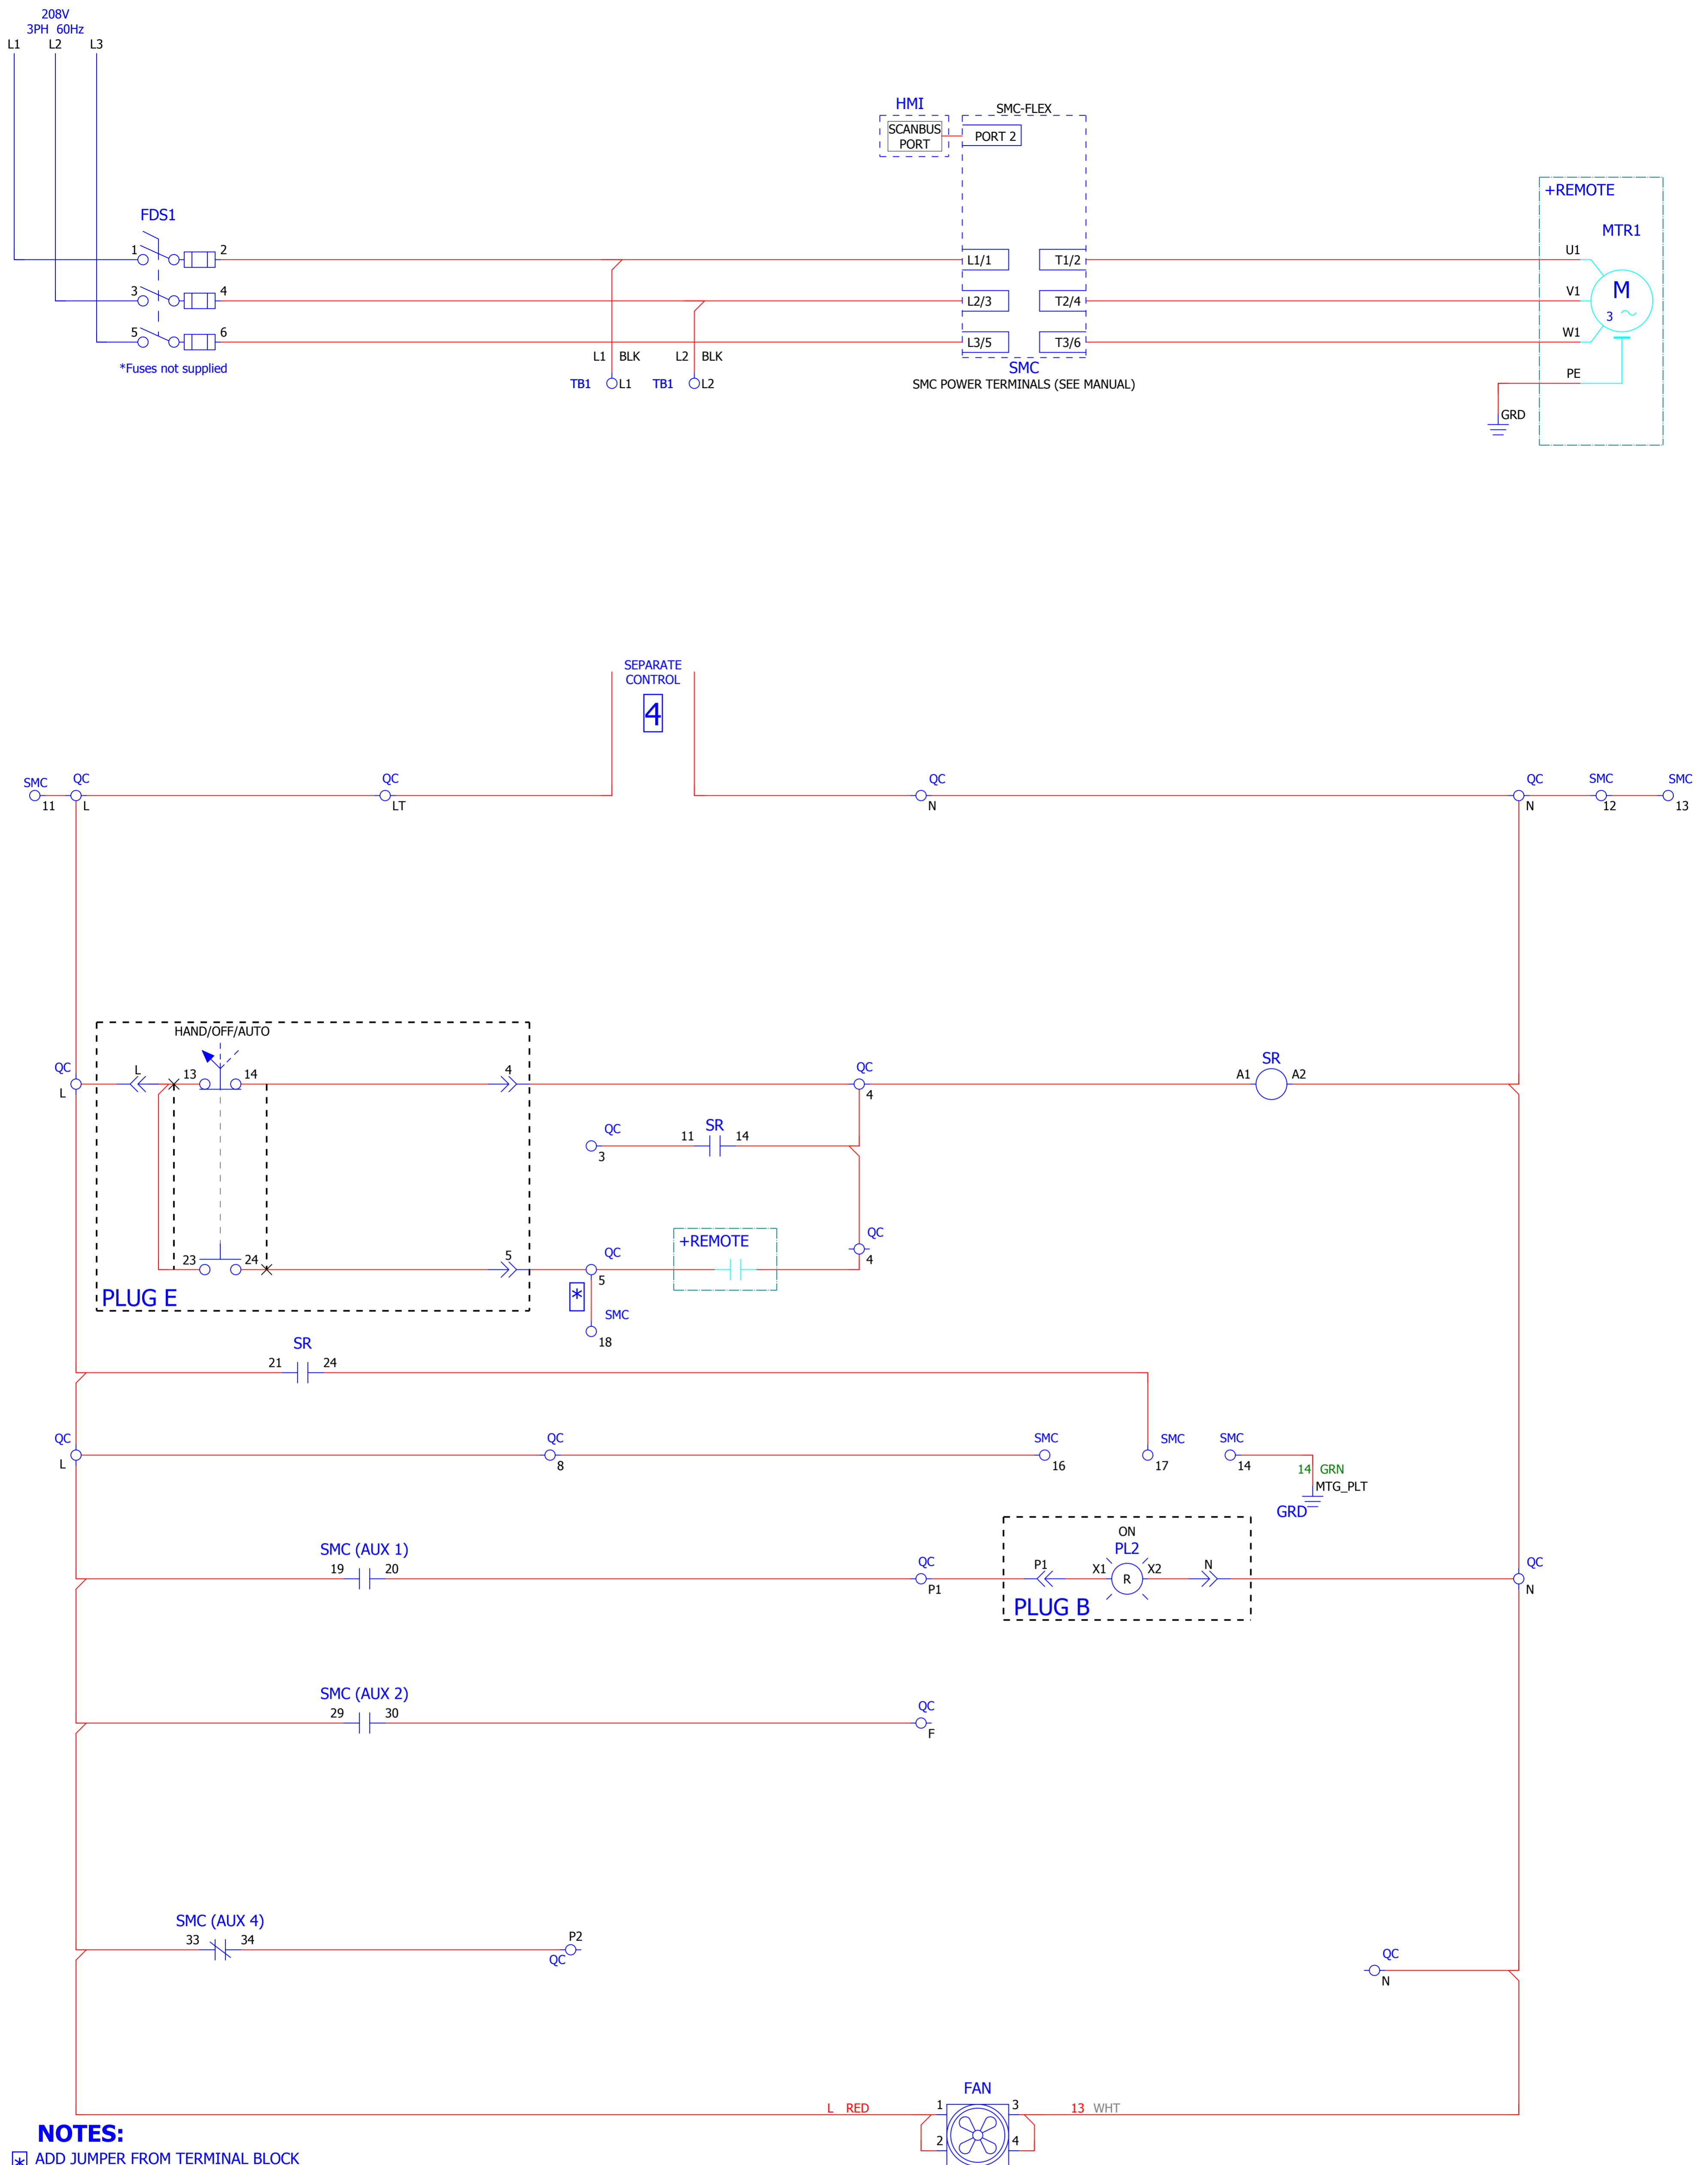 208V
3PH 60Hz
L1 L2 L3
HMI
SCANBUS
PORT
SMC-FLEX
PORT 2
+REMOTE
MTR1
FDS1
1 2
3 4
5 6
*Fuses not supplied
L1/1 T1/2
L2/3 T2/4
L3/5 T3/6
U1
V1
W1
PE
M
3
GRD
L1 BLK L2 BLK
TB1 L1 TB1 L2
SMC
SMC POWER TERMINALS (SEE MANUAL)
SEPARATE
CONTROL
4
SMC QC QC QC QC SMC SMC
11 L LT N N 12 13
HAND/OFF/AUTO
QC L 13 14 4 QC A1 SR A2
L 4
QC 11 SR 14
3
QC
4
23 24 5 QC
5
+REMOTE
PLUG E
*
SMC
18
SR
21 24
QC QC SMC SMC SMC
L 8 16 17 14
14 GRN
MTG_PLT
GRD
SMC (AUX 1)
19 20
QC
P1
ON
PL2
P1 X1 R X2 N
PLUG B
QC
N
SMC (AUX 2)
29 30
QC
F
SMC (AUX 4)
33 34
P2
QC
QC
N
FAN
L RED 1 3 13 WHT
2 4
NOTES:
* ADD JUMPER FROM TERMINAL BLOCK